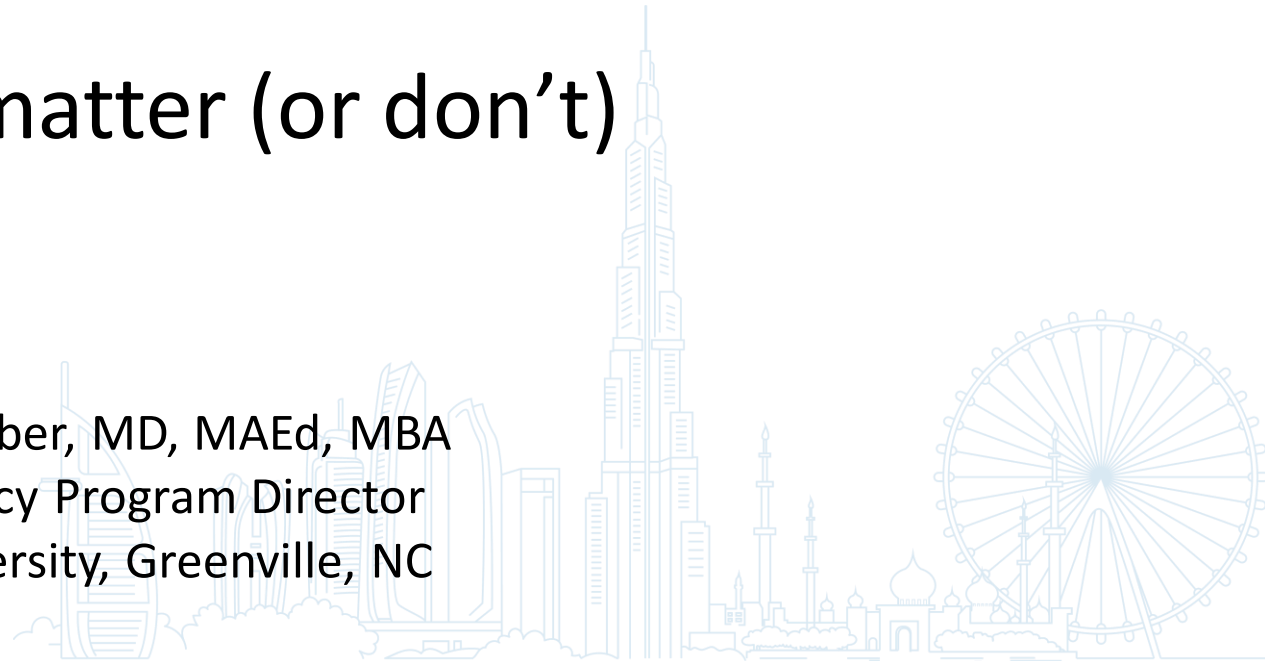 matter (or don’t)
ber, MD, MAEd, MBA
cy Program Director
ersity, Greenville, NC